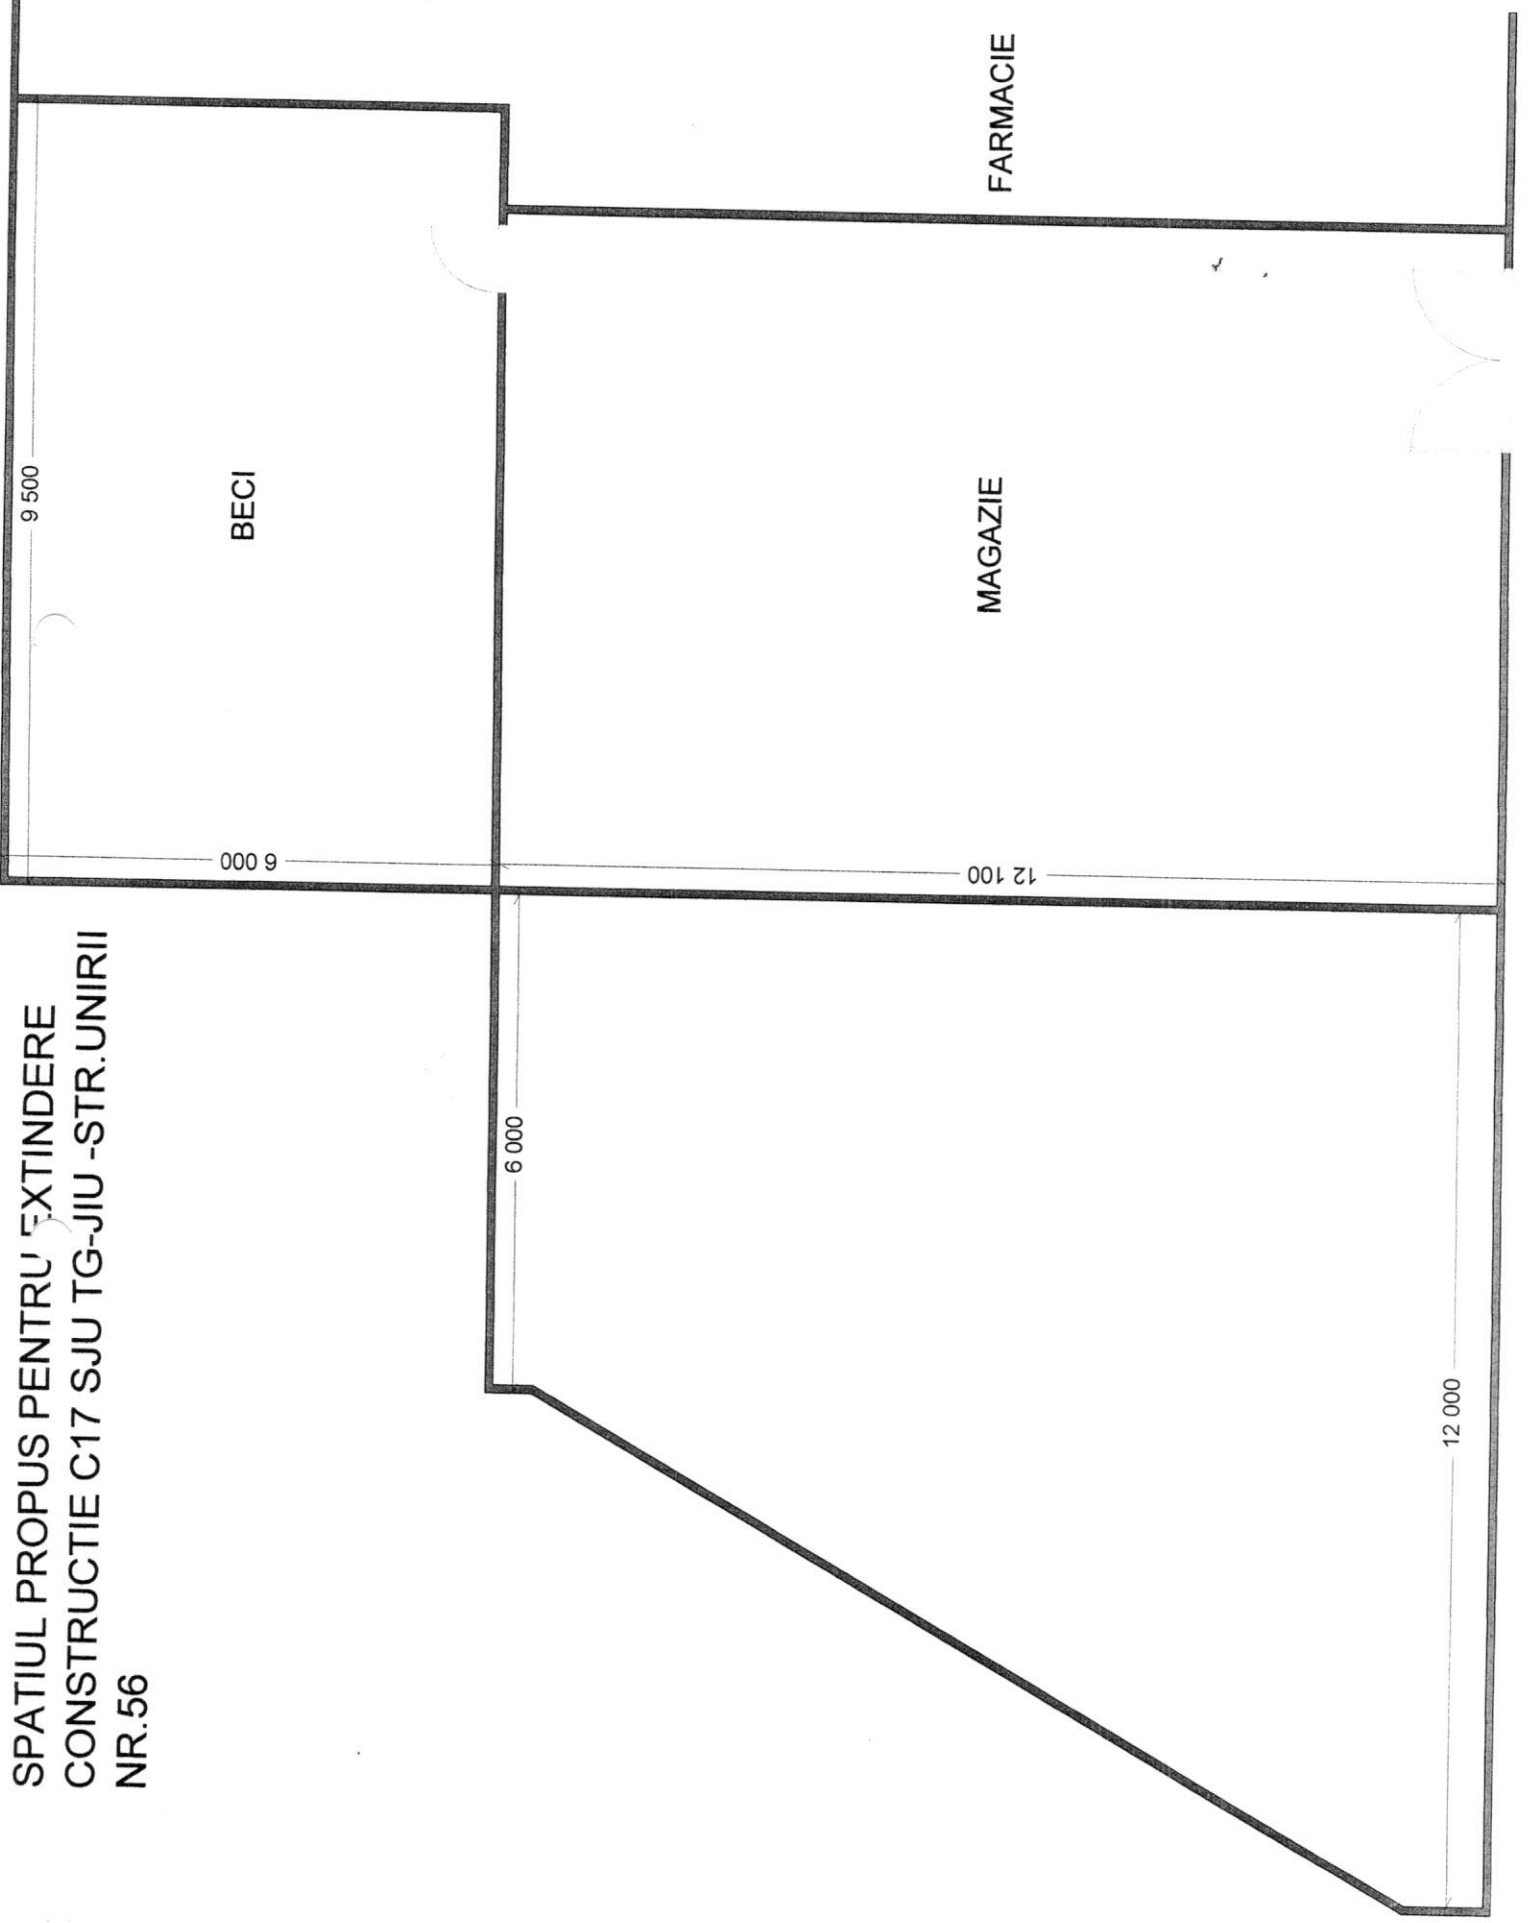 SPATIUL PROPUS PENTRU EXTINDERE
CONSTRUCTIE C17 SJU TG-JIU -STR.UNIRII
NR.56
9 500
BECI
6 000
FARMACIE
MAGAZIE
12 100
6 000
12 000